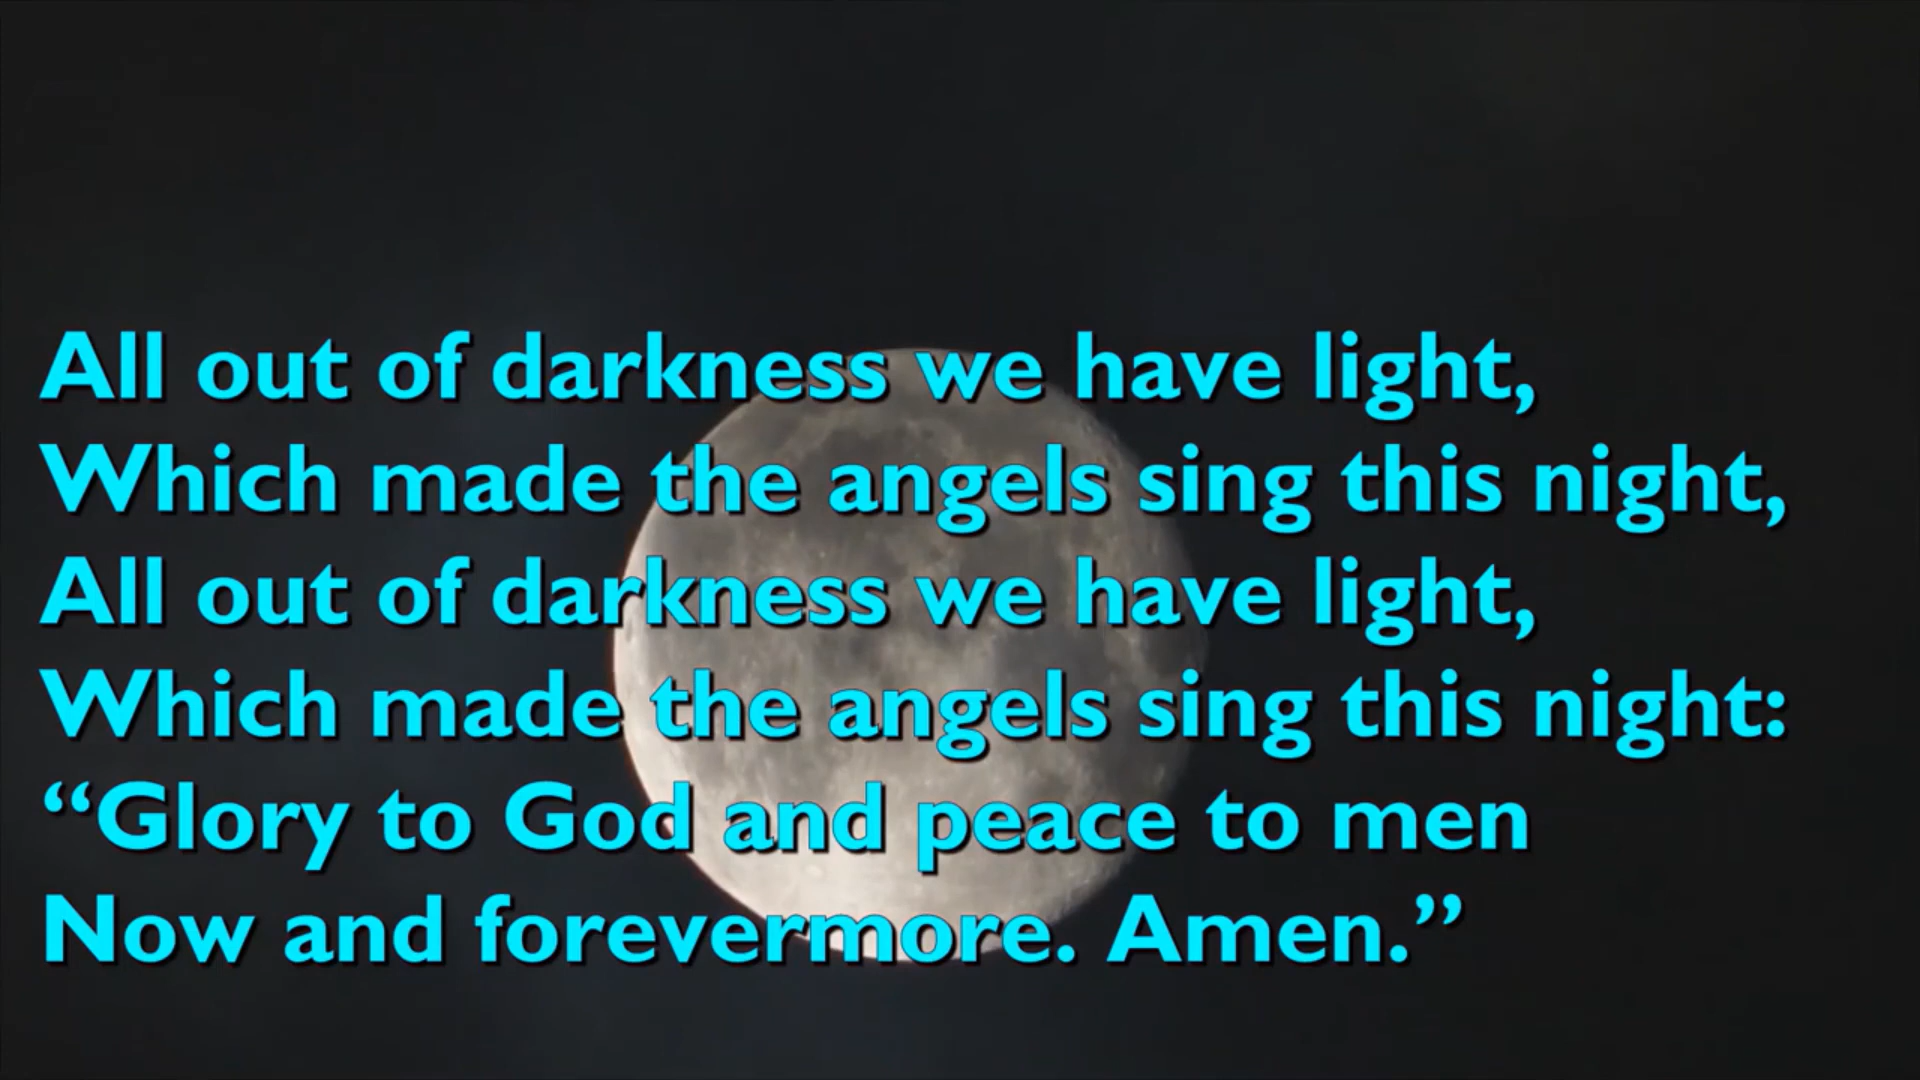 All out of darkness we have light,
Which made the angels sing this night,
All out of darkness we have light,
Which made the angels sing this night:
“Glory to God and peace to men
Now and forevermore. Amen.”